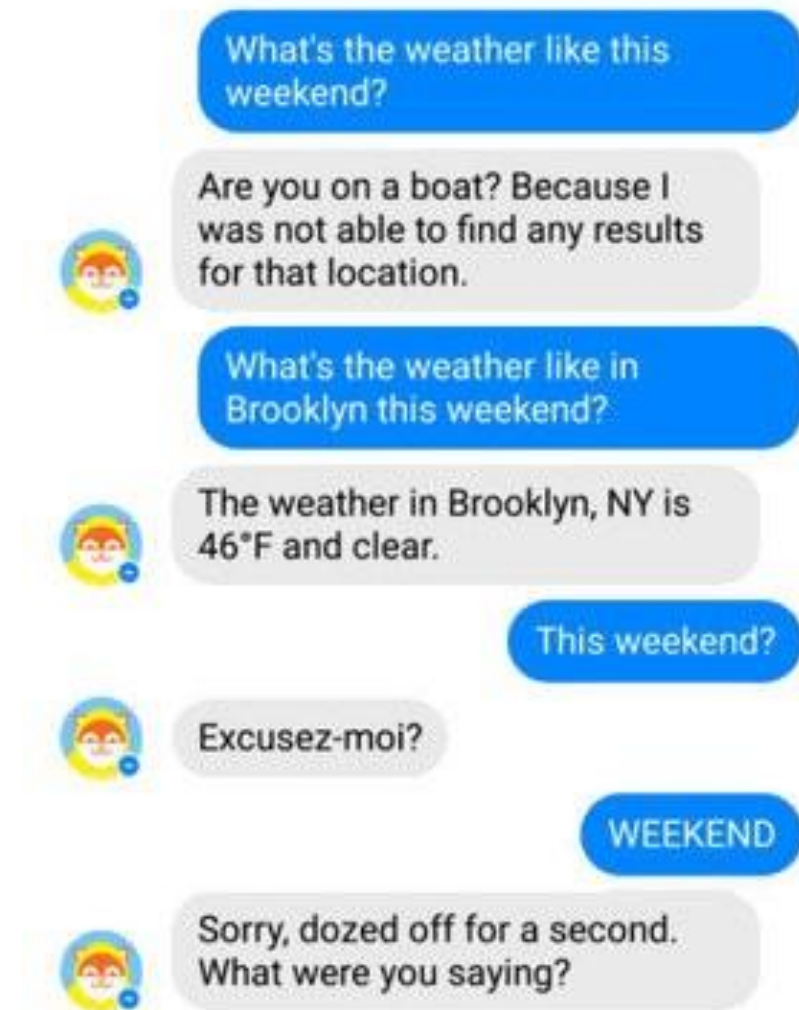 What's the weather like this
weekend?
Are you on a boat? Because I
was not able to find any results
for that location.
What's the weather like in
Brooklyn this weekend?
The weather in Brooklyn, NY is
46°F and clear.
This weekend?
Excusez-moi?
WEEKEND
Sorry, dozed off for a second.
What were you saying?